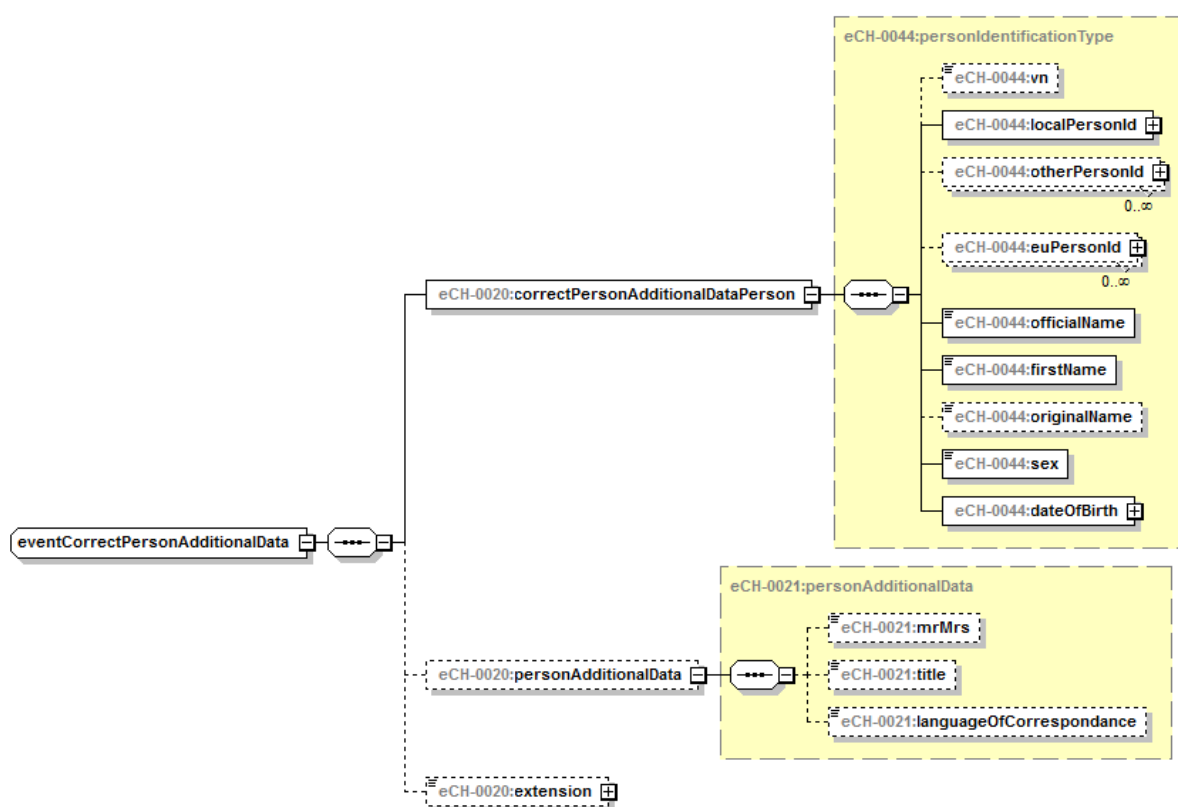 eCH-0044:personIdentificationType
eCH-0044:vn
eCH-0044:localPersonId
eCH-0044:otherPersonId
0..∞
eCH-0044:euPersonId
0..∞
eCH-0020:correctPersonAdditionalDataPerson
eCH-0044:officialName
eCH-0044:firstName
eCH-0044:originalName
eCH-0044:sex
eCH-0044:dateOfBirth
eventCorrectPersonAdditionalData
eCH-0021:personAdditionalData
eCH-0021:mrMrs
eCH-0020:personAdditionalData
eCH-0021:title
eCH-0021:languageOfCorrespondance
eCH-0020:extension